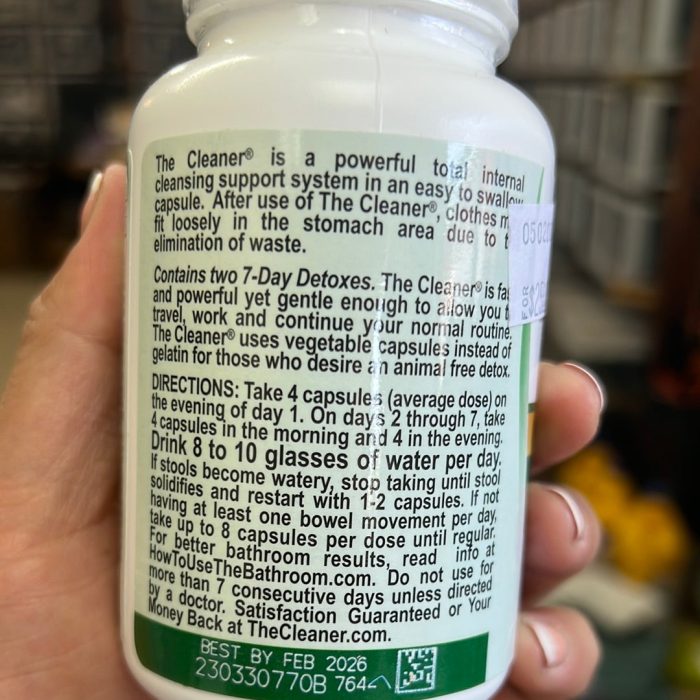 The Cleaner® is a powerful total internal
cleansing support system in an easy to swallow
capsule. After use of The Cleaner®, clothes
fit loosely in the stomach area due to
elimination of waste.
Contains two 7-Day Detoxes. The Cleaner® is
and powerful yet gentle enough to allow you
travel, work and continue your normal routine.
The Cleaner® uses vegetable capsules instead of
gelatin for those who desire an animal free detox.
DIRECTIONS: Take 4 capsules (average dose) on
the evening of day 1. On days 2 through 7, take
4 capsules in the morning and 4 in the evening.
Drink 8 to 10 glasses of water per day.
If stools become watery, stop taking until stool
solidifies and restart with 1-2 capsules. If not
having at least one bowel movement per day,
take up to 8 capsules per dose until regular.
For better bathroom results, read info at
HowToUseTheBathroom.com. Do not use for
more than 7 consecutive days unless directed
by a doctor. Satisfaction Guaranteed or Your
Money Back at TheCleaner.com.
BEST BY FEB 2026
230330770B 764
FOR